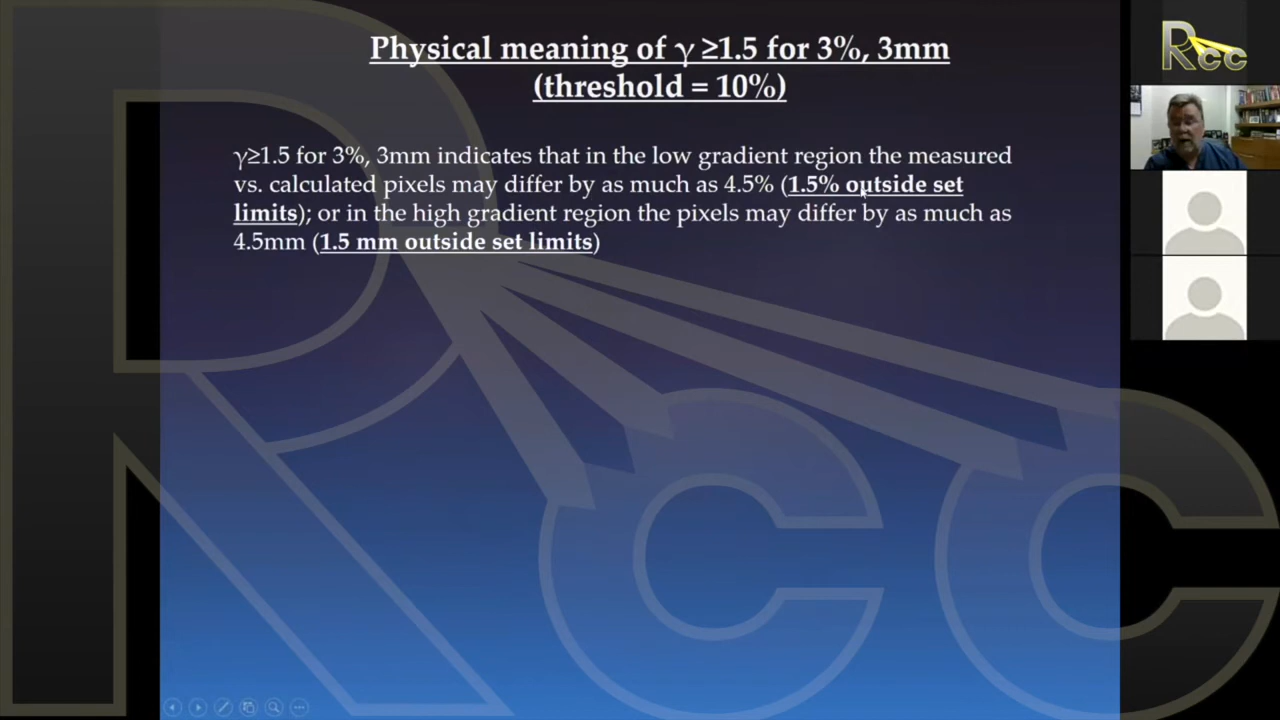 Physical meaning of γ ≥1.5 for 3%, 3mm
(threshold = 10%)
γ≥1.5 for 3%, 3mm indicates that in the low gradient region the measured
vs. calculated pixels may differ by as much as 4.5% (1.5% outside set
limits); or in the high gradient region the pixels may differ by as much as
4.5mm (1.5 mm outside set limits)
Rcc
Rcc